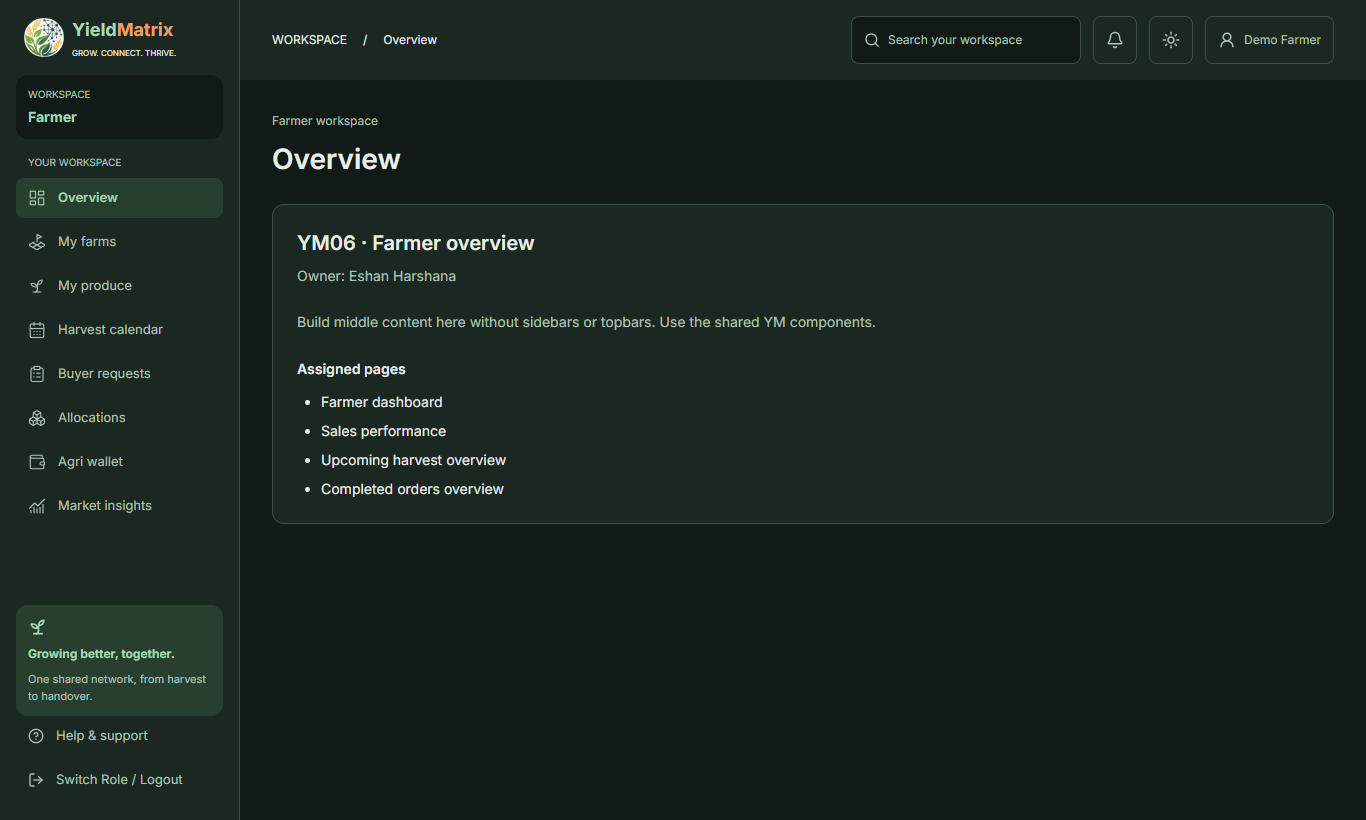 YieldMatrix
GROW. CONNECT. THRIVE.
WORKSPACE
Farmer
YOUR WORKSPACE
Overview
My farms
My produce
Harvest calendar
Buyer requests
Allocations
Agri wallet
Market insights
Growing better, together.
One shared network, from harvest
to handover.
Help & support
Switch Role / Logout
WORKSPACE / Overview
Search your workspace
Demo Farmer
Farmer workspace
Overview
YM06 · Farmer overview
Owner: Eshan Harshana
Build middle content here without sidebars or topbars. Use the shared YM components.
Assigned pages
• Farmer dashboard
• Sales performance
• Upcoming harvest overview
• Completed orders overview